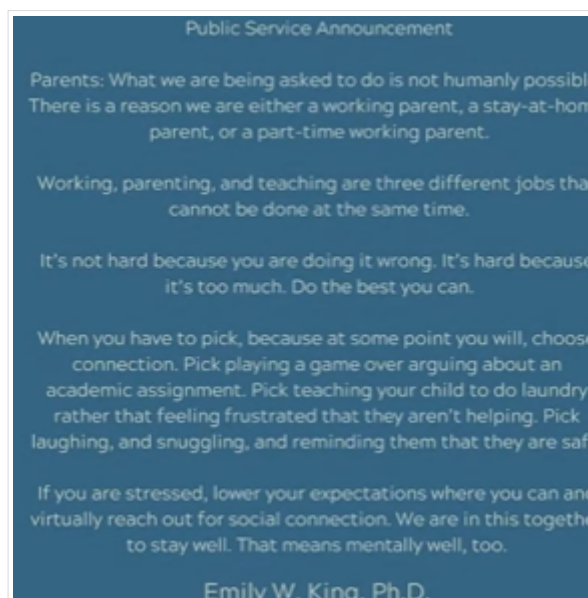 Public Service Announcement
Parents: What we are being asked to do is not humanly possibl
There is a reason we are either a working parent, a stay-at-hom
parent, or a part-time working parent.
Working, parenting, and teaching are three different jobs tha
cannot be done at the same time.
It's not hard because you are doing it wrong. It's hard because
it's too much. Do the best you can.
When you have to pick, because at some point you will, choose
connection. Pick playing a game over arguing about an
academic assignment. Pick teaching your child to do laundry
rather that feeling frustrated that they aren't helping. Pick
laughing, and snuggling, and reminding them that they are saf
If you are stressed, lower your expectations where you can and
virtually reach out for social connection. We are in this togethe
to stay well. That means mentally well, too.
Emily W. King, Ph.D.